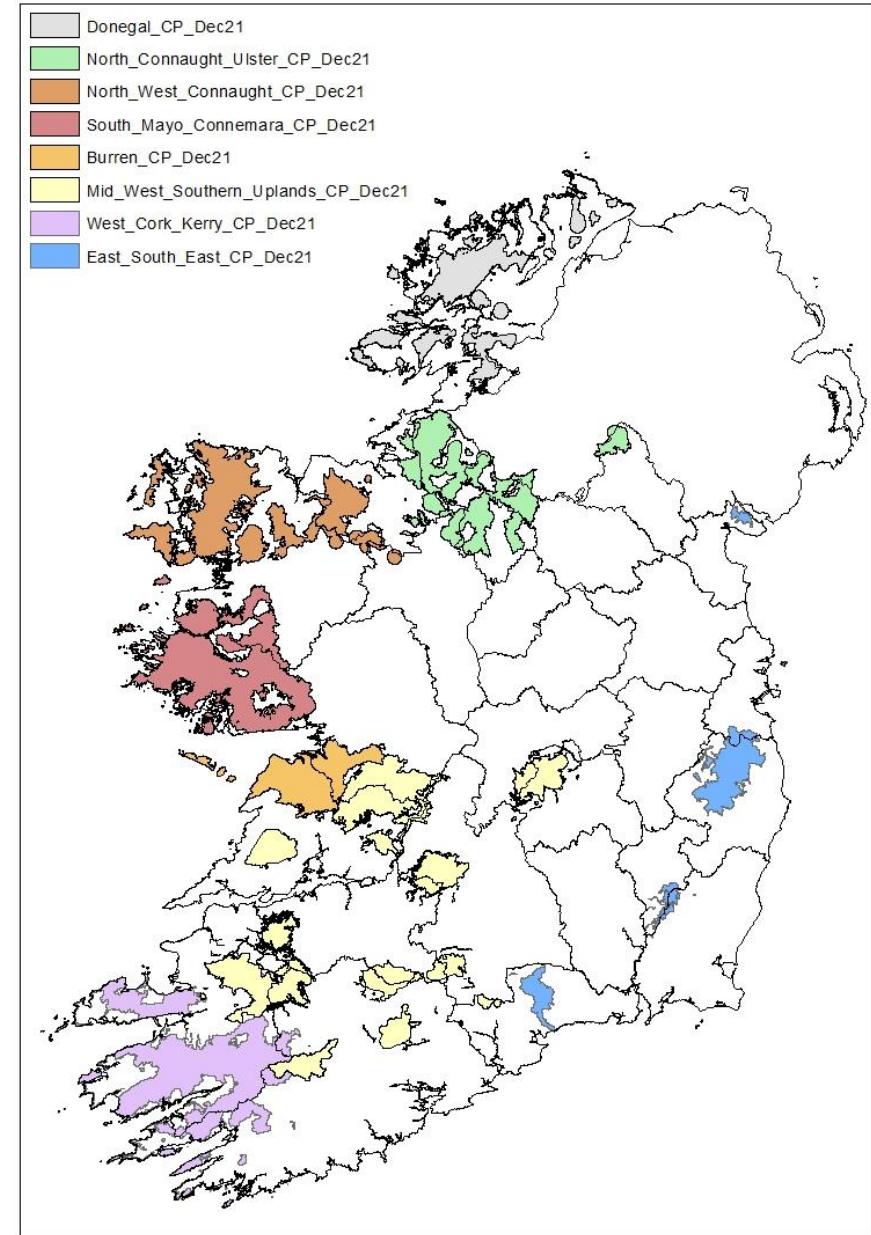 Donegal_CP_Dec21
North_Connaught_Ulster_CP_Dec21
North_West_Connaught_CP_Dec21
South_Mayo_Connemara_CP_Dec21
Burren_CP_Dec21
Mid_West_Southern_Uplands_CP_Dec21
West_Cork_Kerry_CP_Dec21
East_South_East_CP_Dec21